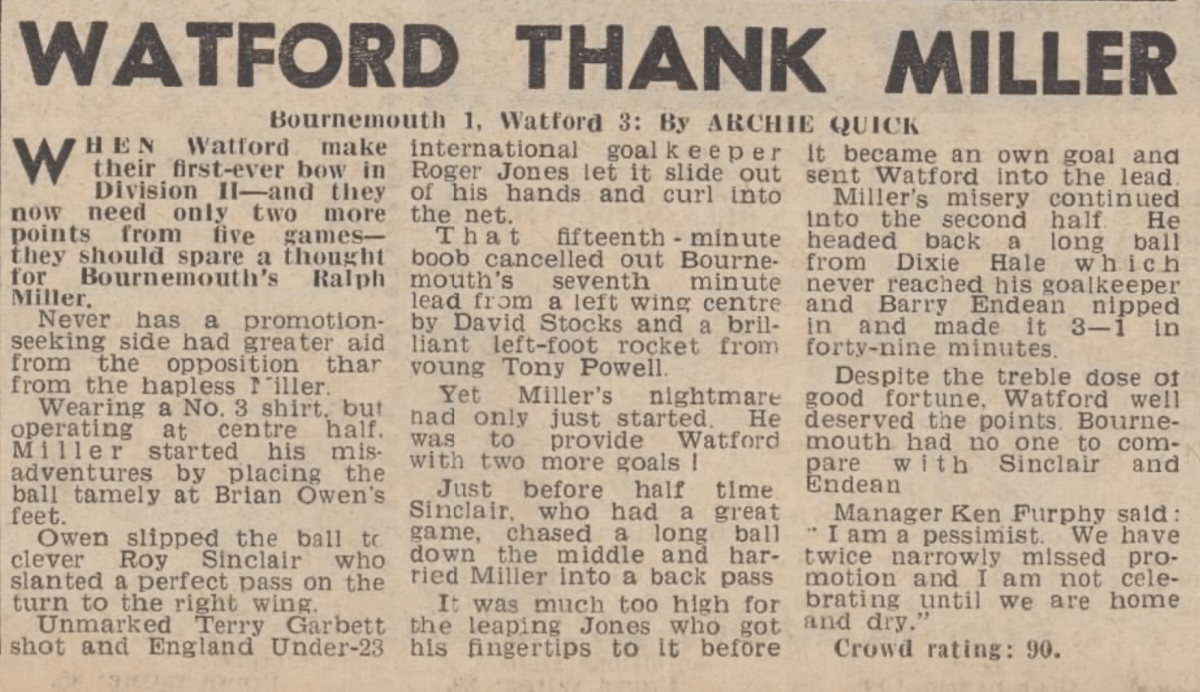 WATFORD THANK MILLER
Bournemouth 1, Watford 3: By ARCHIE QUICK
WHEN Watford make
their first-ever bow in
Division II—and they
now need only two more
points from five games—
they should spare a thought
for Bournemouth's Ralph
Miller.
Never has a promotion-
seeking side had greater aid
from the opposition than
from the hapless Miller.
Wearing a No. 3 shirt, but
operating at centre half,
Miller started his mis-
adventures by placing the
ball tamely at Brian Owen's
feet.
Owen slipped the ball to
clever Roy Sinclair who
slanted a perfect pass on the
turn to the right wing.
Unmarked Terry Garbett
shot and England Under-23
international goalkeeper
Roger Jones let it slide out
of his hands and curl into
the net.
That fifteenth-minute
boob cancelled out Bourne-
mouth's seventh minute
lead from a left wing centre
by David Stocks and a bril-
liant left-foot rocket from
young Tony Powell.
Yet Miller's nightmare
had only just started. He
was to provide Watford
with two more goals!
Just before half time
Sinclair, who had a great
game, chased a long ball
down the middle and har-
ried Miller into a back pass
It was much too high for
the leaping Jones who got
his fingertips to it before
it became an own goal and
sent Watford into the lead.
Miller's misery continued
into the second half. He
headed back a long ball
from Dixie Hale which
never reached his goalkeeper
and Barry Endean nipped
in and made it 3—1 in
forty-nine minutes.
Despite the treble dose of
good fortune, Watford well
deserved the points. Bourne-
mouth had no one to com-
pare with Sinclair and
Endean
Manager Ken Furphy said:
"I am a pessimist. We have
twice narrowly missed pro-
motion and I am not cele-
brating until we are home
and dry."
Crowd rating: 90.